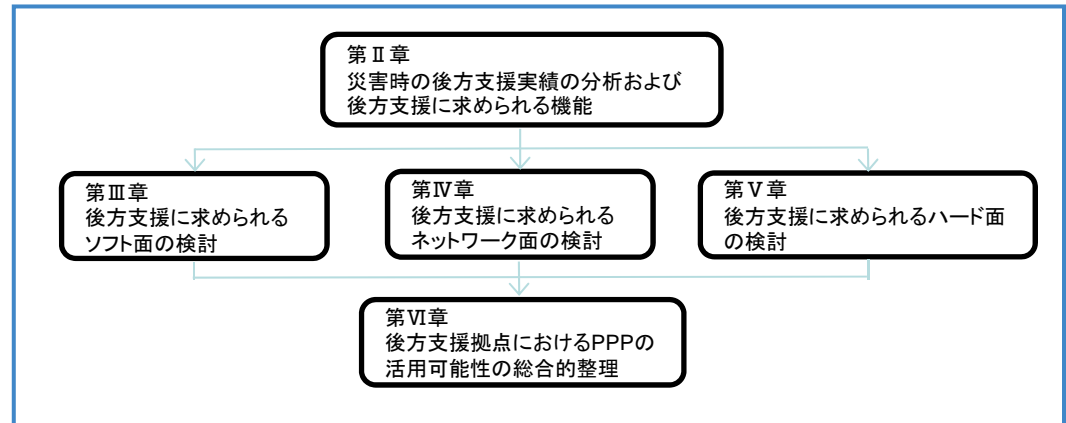 第Ⅱ章
災害時の後方支援実績の分析および
後方支援に求められる機能
第Ⅲ章
後方支援に求められる
ソフト面の検討
第Ⅳ章
後方支援に求められる
ネットワーク面の検討
第Ⅴ章
後方支援に求められるハード面
の検討
第Ⅵ章
後方支援拠点におけるPPPの
活用可能性の総合的整理